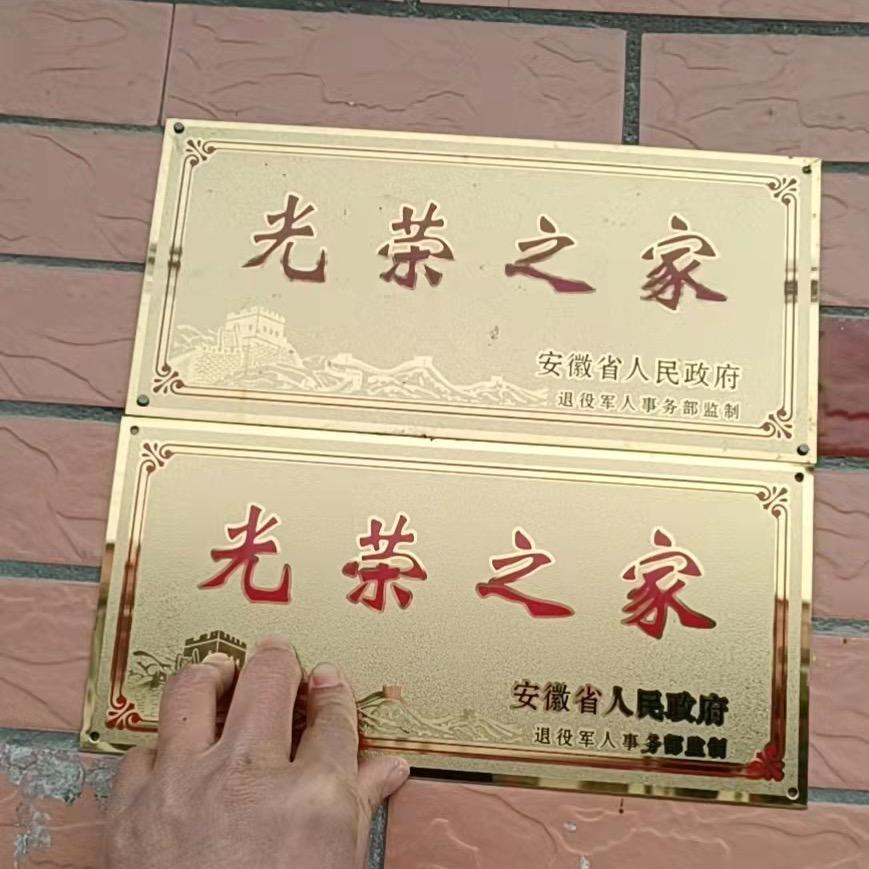 光荣之家
安徽省人民政府
退役军人事务部监制
光荣之家
安徽省人民政府
退役军人事务部监制